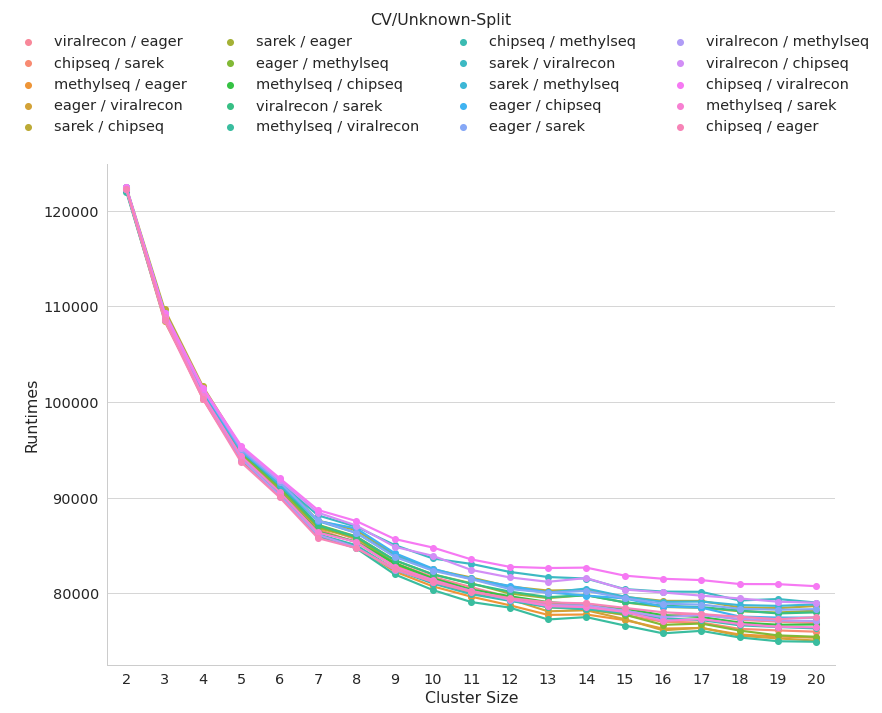 CV/Unknown-Split
viralrecon / eager
chipseq / sarek
methylseq / eager
eager / viralrecon
sarek / chipseq
sarek / eager
eager / methylseq
methylseq / chipseq
viralrecon / sarek
methylseq / viralrecon
chipseq / methylseq
sarek / viralrecon
sarek / methylseq
eager / chipseq
eager / sarek
viralrecon / methylseq
viralrecon / chipseq
chipseq / viralrecon
methylseq / sarek
chipseq / eager
120000
110000
100000
90000
80000
Runtimes
2 3 4 5 6 7 8 9 10 11 12 13 14 15 16 17 18 19 20
Cluster Size